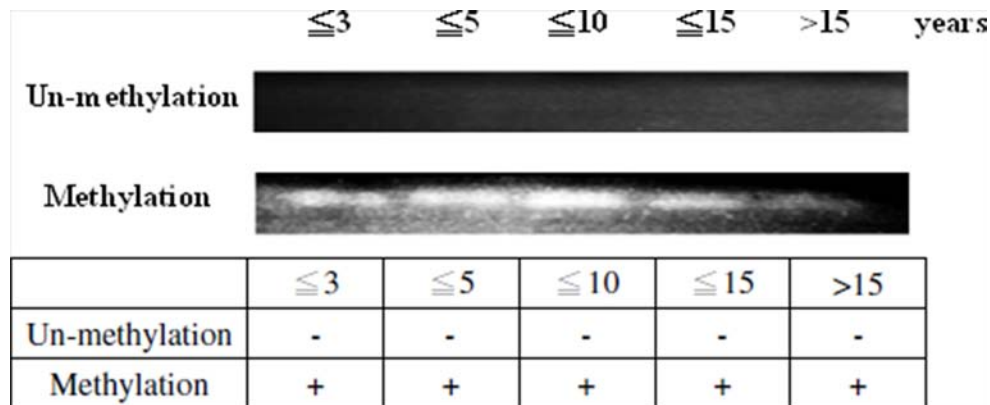 ≦3 ≦5 ≦10 ≦15 >15 years
Un-methylation
Methylation
≦3 ≦5 ≦10 ≦15 >15
Un-methylation - - - - -
Methylation + + + + +